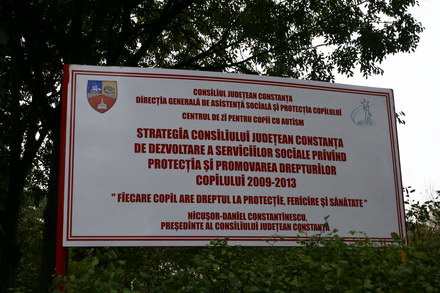 CONSILIUL JUDEȚEAN CONSTANȚA
DIRECȚIA GENERALĂ DE ASISTENȚĂ SOCIALĂ ȘI PROTECȚIA COPILULUI
CENTRUL DE ZI PENTRU COPII CU AUTISM
STRATEGIA CONSILIULUI JUDEȚEAN CONSTANȚA
DE DEZVOLTARE A SERVICIILOR SOCIALE PRIVIND
PROTECȚIA ȘI PROMOVAREA DREPTURILOR
COPILULUI 2009-2013
" FIECARE COPIL ARE DREPTUL LA PROTECȚIE, FERICIRE ȘI SĂNĂTATE "
NICUȘOR-DANIEL CONSTANTINESCU,
PREȘEDINTE AL CONSILIULUI JUDEȚEAN CONSTANȚA